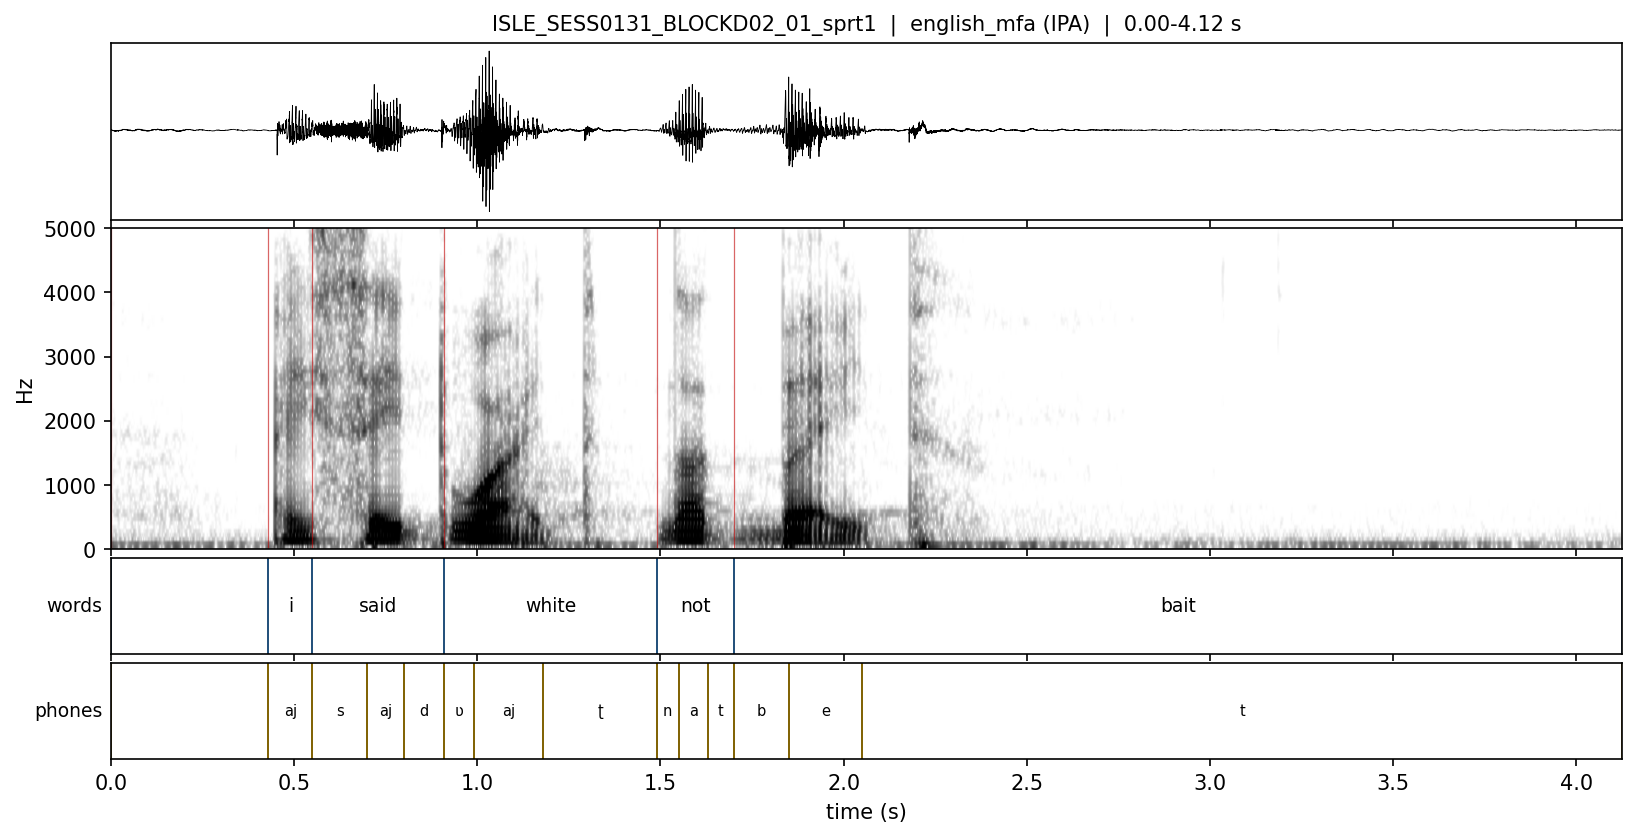 ISLE_SESS0131_BLOCKD02_01_sprt1 | english_mfa (IPA) | 0.00-4.12 s
5000
4000
3000
2000
1000
0
Hz
words i said white not bait
phones aj s aj d ʋ aj ʈ n a t b e t
0.0 0.5 1.0 1.5 2.0 2.5 3.0 3.5 4.0
time (s)